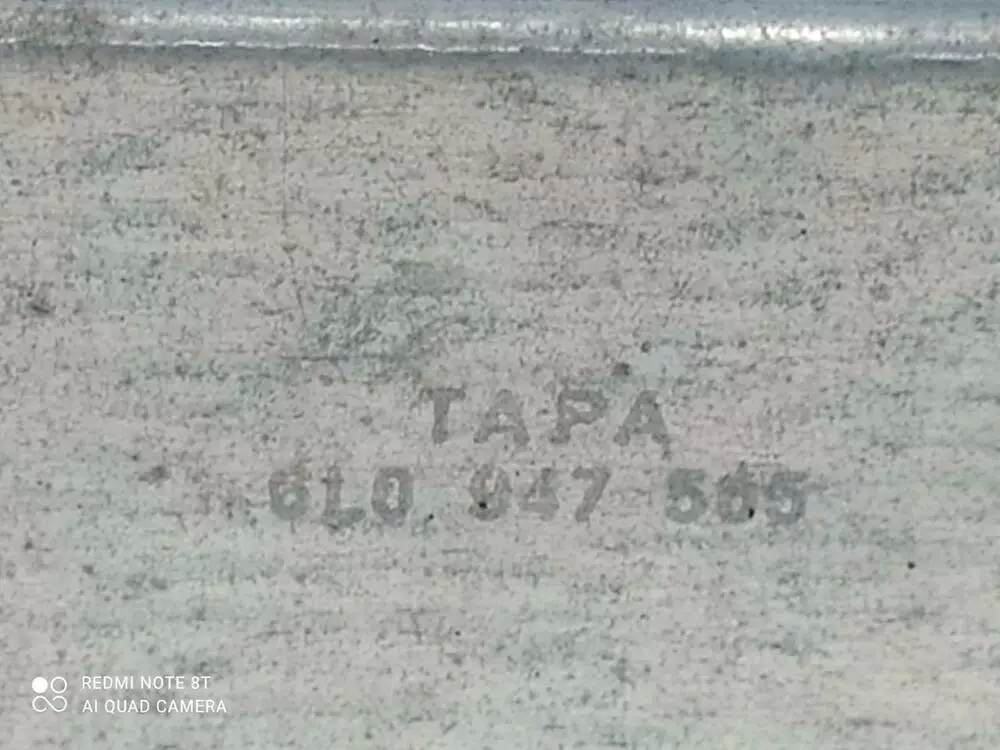 TAPA
6L0 947 565
REDMI NOTE 8T
AI QUAD CAMERA